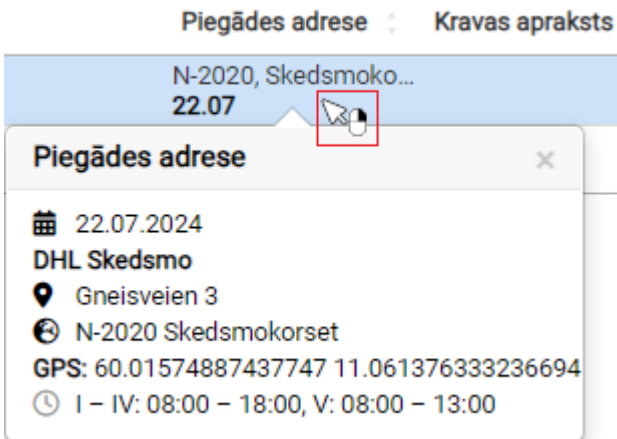 Piegādes adrese Kravas apraksts
N-2020, Skedsmoko...
22.07
Piegādes adrese ×
22.07.2024
DHL Skedsmo
Gneisveien 3
N-2020 Skedsmokorset
GPS: 60.01574887437747 11.061376333236694
I – IV: 08:00 – 18:00, V: 08:00 – 13:00